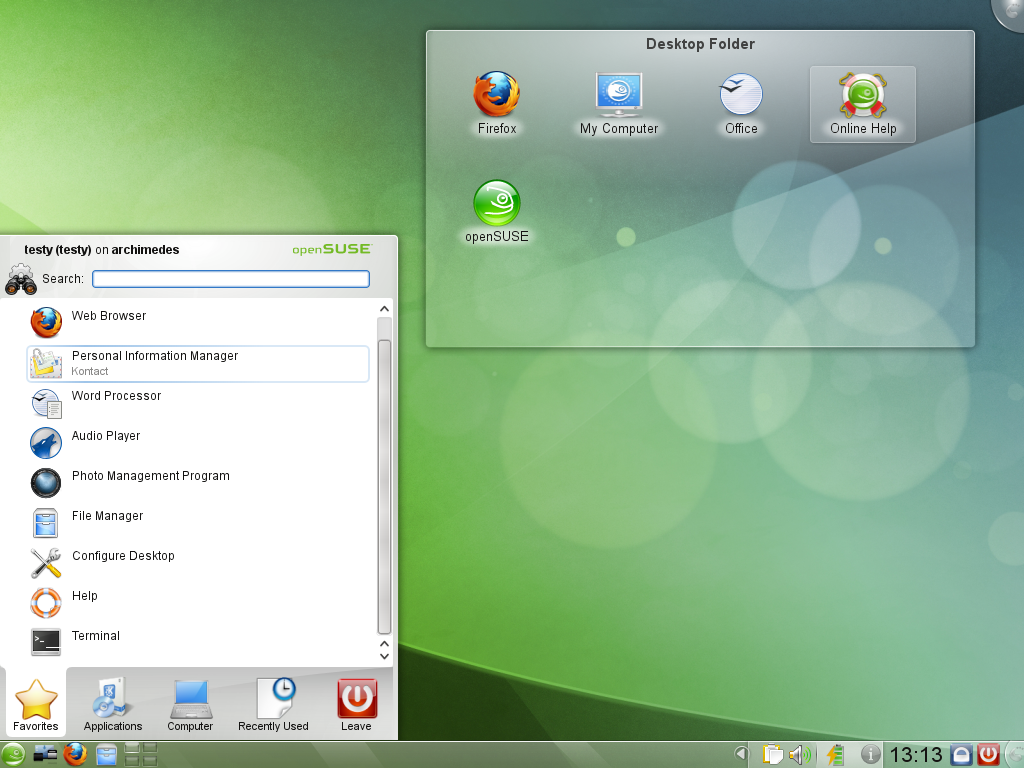 Desktop Folder
Firefox
My Computer
Office
Online Help
openSUSE
testy (testy) on archimedes
openSUSE
Search:
Web Browser
Personal Information Manager
Kontact
Word Processor
Audio Player
Photo Management Program
File Manager
Configure Desktop
Help
Terminal
Favorites
Applications
Computer
Recently Used
Leave
13:13